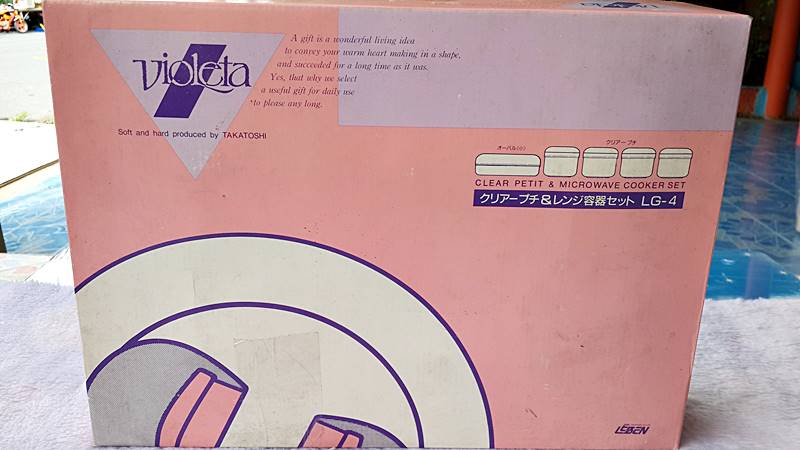 violeta
Soft and hard produced by TAKATOSHI
A gift is a wonderful living idea
to convey your warm heart making in a shape,
and succeeded for a long time as it was.
Yes, that why we select
a useful gift for daily use
to please any long.
オーバル(小) クリアープチ
CLEAR PETIT & MICROWAVE COOKER SET
クリアープチ&レンジ容器セット LG-4
LEBEN